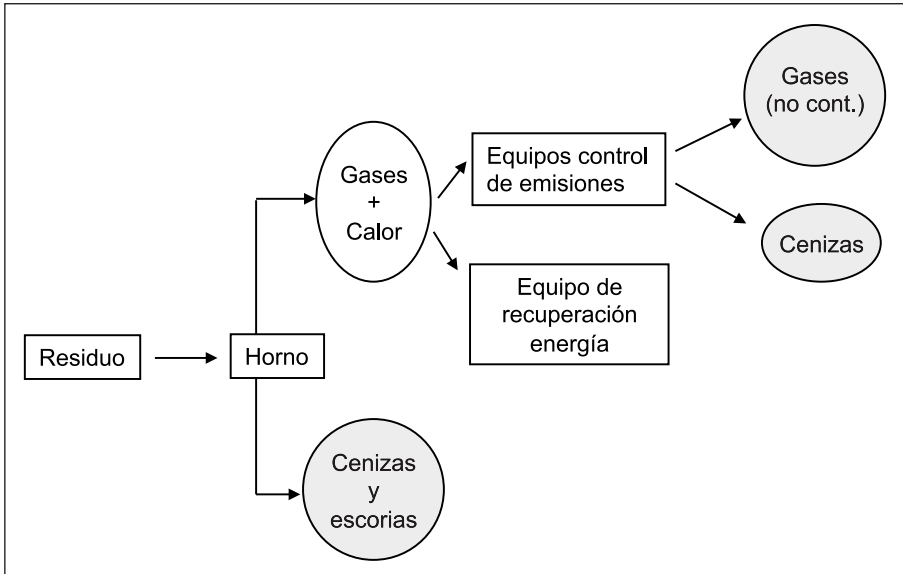 Gases
(no cont.)
Equipos control
de emisiones
Gases
+
Calor
Cenizas
Equipo de
recuperación
energía
Residuo
Horno
Cenizas
y
escorias